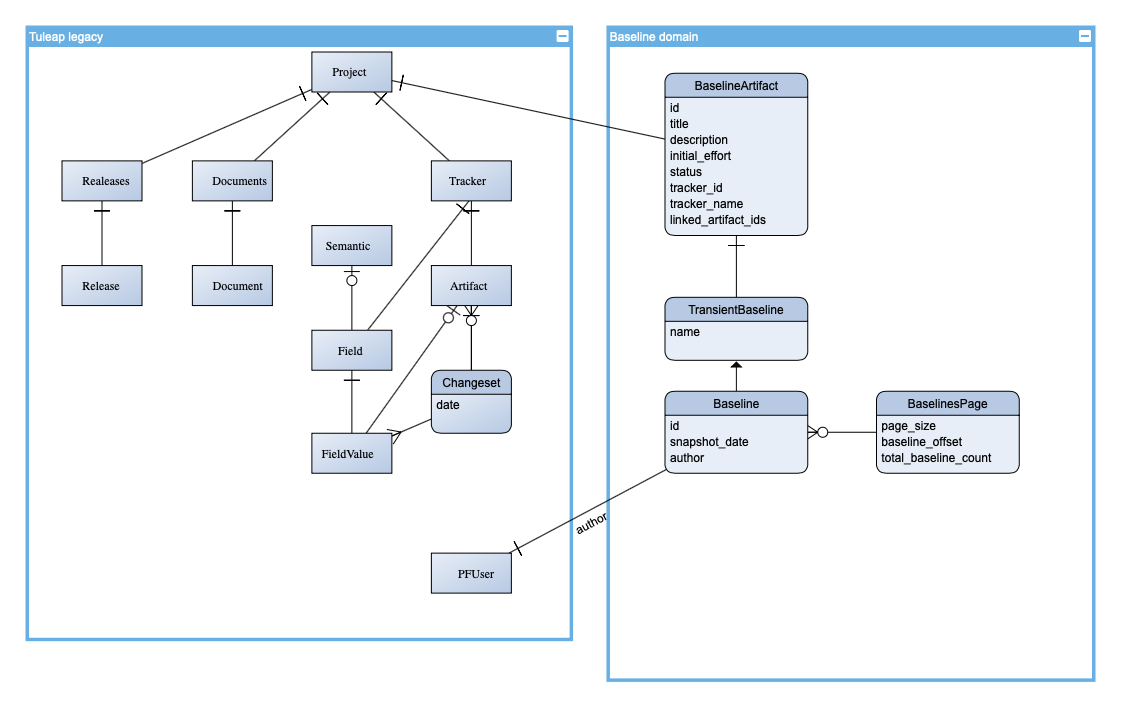 Tuleap legacy
Project
Realeases
Documents
Tracker
Semantic
Release
Document
Artifact
Field
Changeset
date
FieldValue
PFUser
author
Baseline domain
BaselineArtifact
id
title
description
initial_effort
status
tracker_id
tracker_name
linked_artifact_ids
TransientBaseline
name
Baseline
id
snapshot_date
author
BaselinesPage
page_size
baseline_offset
total_baseline_count